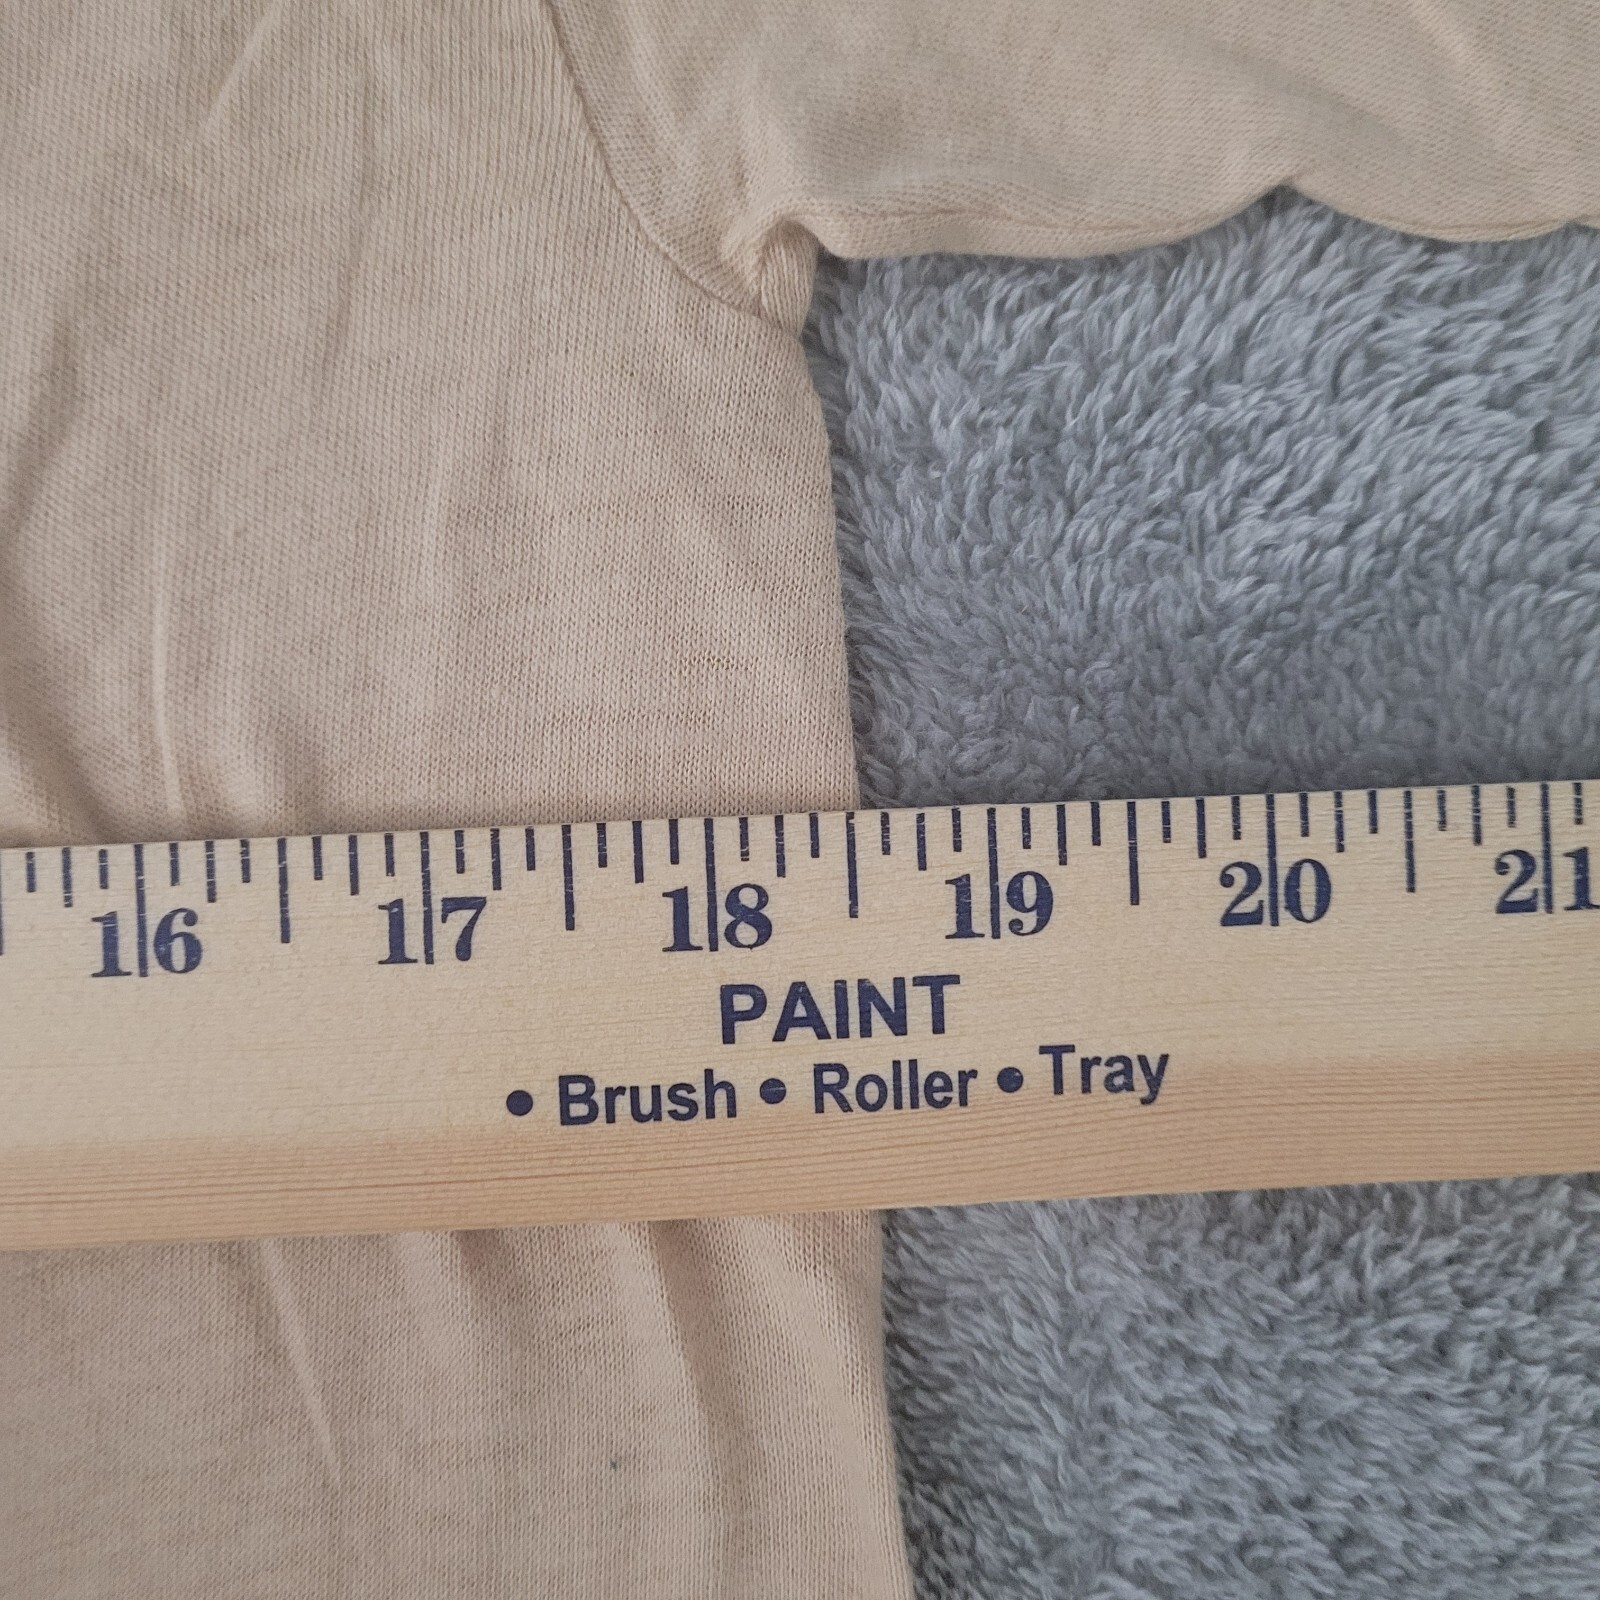 16 17 18 19 20 21
PAINT
• Brush • Roller • Tray